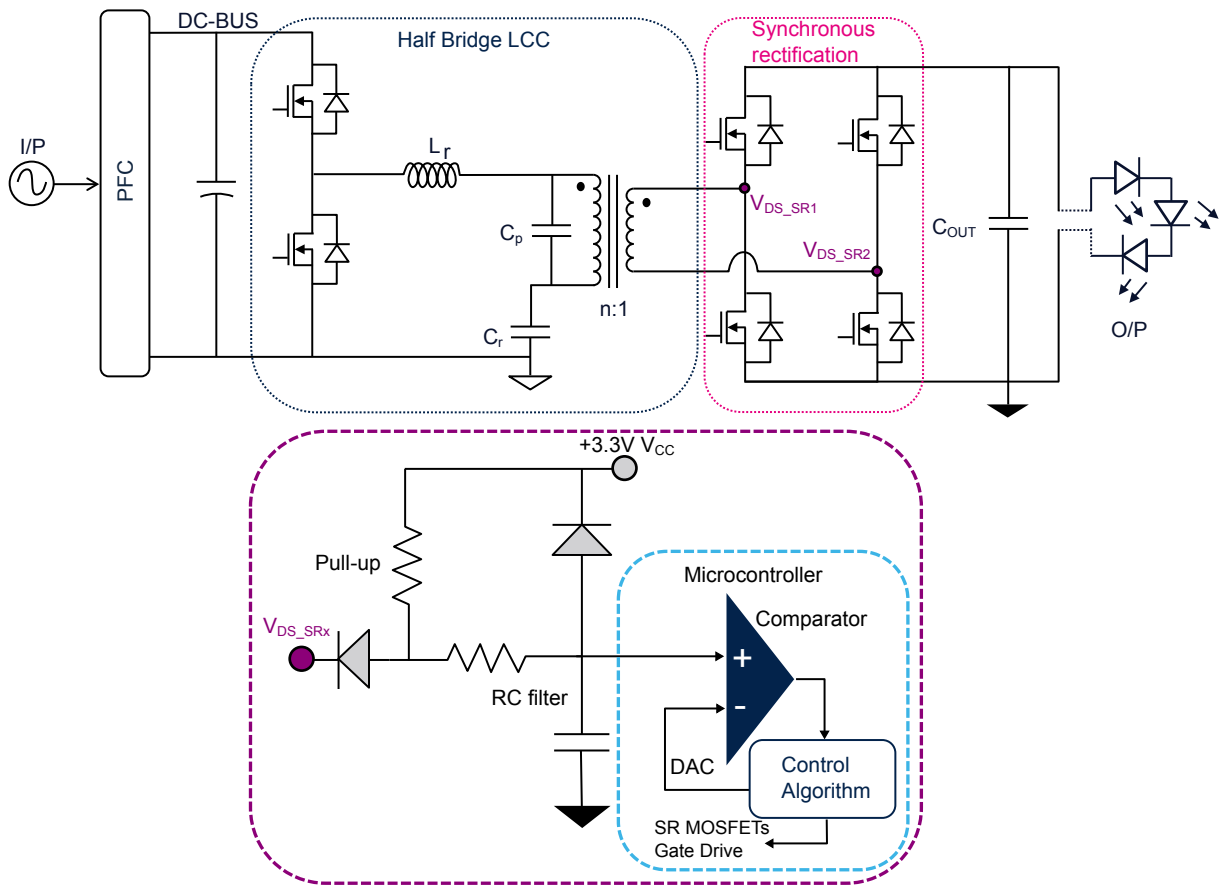 DC-BUS
Half Bridge LCC
Synchronous
rectification
I/P
PFC
Lr
Cp
Cr
n:1
VDS_SR1
VDS_SR2
COUT
O/P
+3.3V VCC
Pull-up
VDS_SRx
RC filter
Microcontroller
Comparator
+
-
DAC
Control
Algorithm
SR MOSFETs
Gate Drive